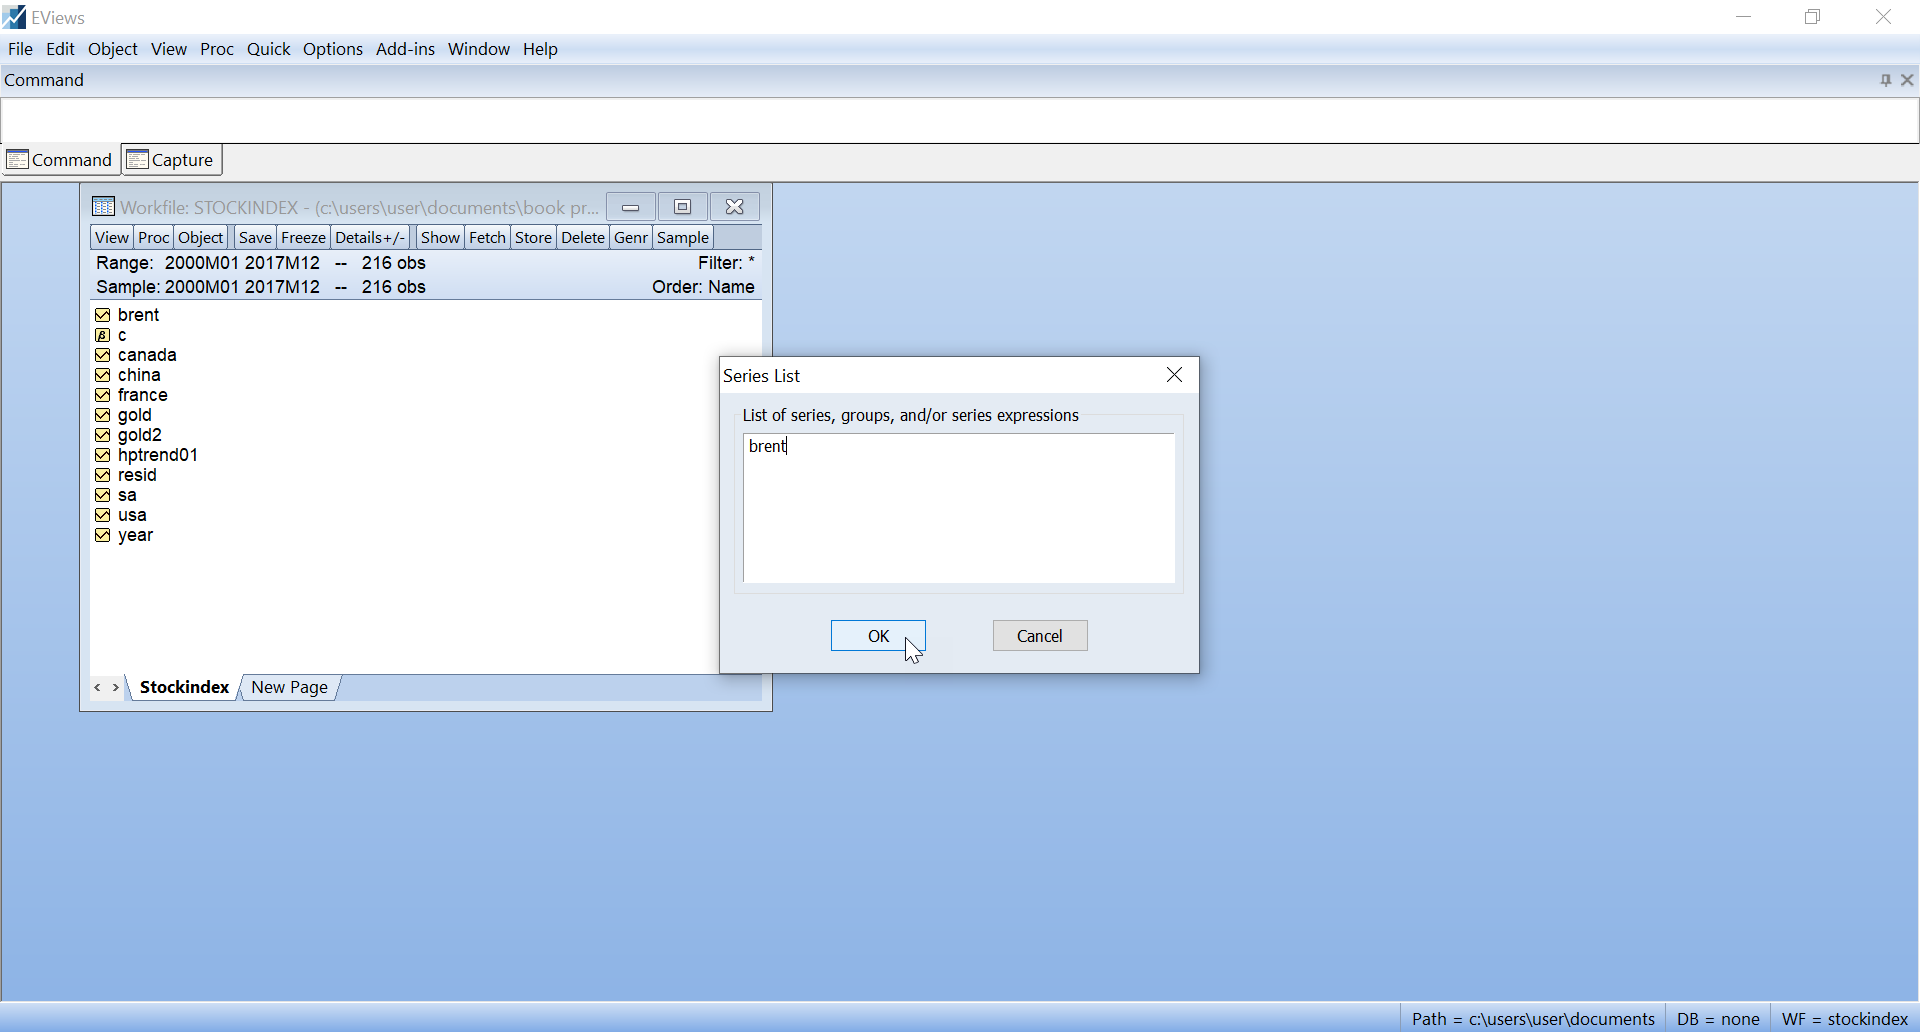 EViews
File Edit Object View Proc Quick Options Add-ins Window Help
Command
Command Capture
Workfile: STOCKINDEX - (c:\users\user\documents\book pr...
View Proc Object Save Freeze Details+/- Show Fetch Store Delete Genr Sample
Range: 2000M01 2017M12 -- 216 obs Filter: *
Sample: 2000M01 2017M12 -- 216 obs Order: Name
brent
β c
canada
china
france
gold
gold2
hptrend01
resid
sa
usa
year
< > Stockindex New Page
Series List
List of series, groups, and/or series expressions
brent
OK Cancel
Path = c:\users\user\documents DB = none WF = stockindex